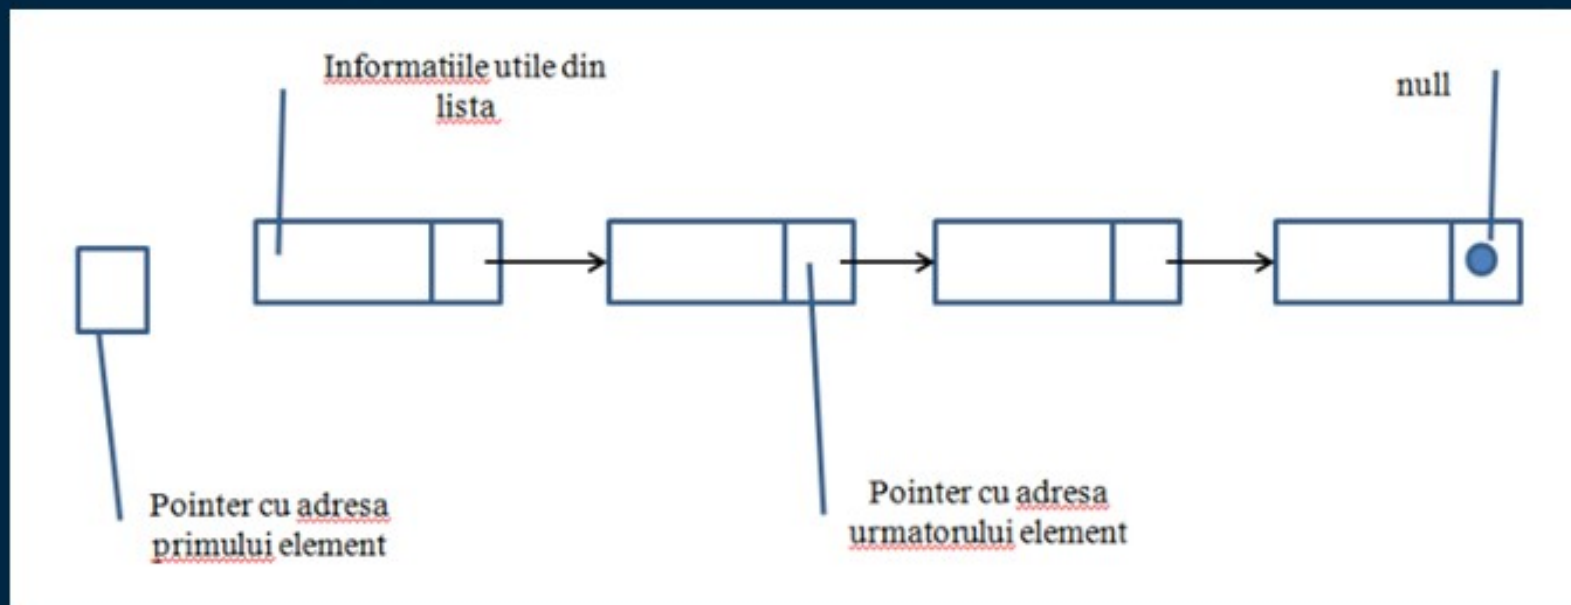 Informatiile utile din
lista
null
Pointer cu adresa
primului element
Pointer cu adresa
urmatorului element